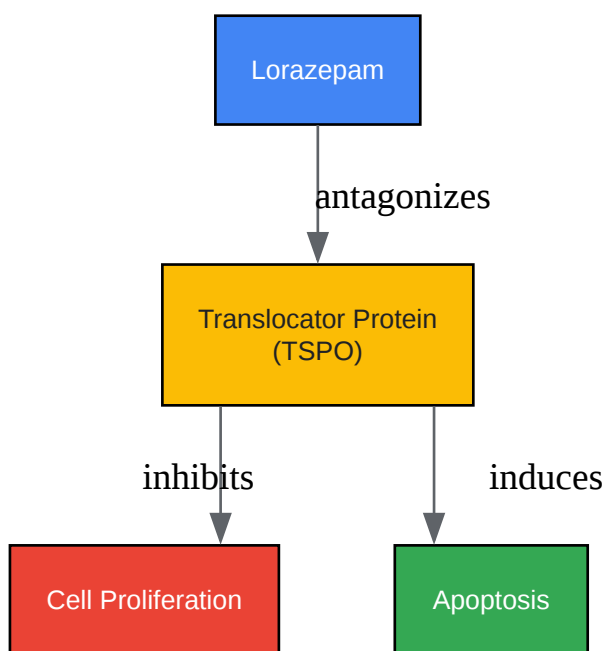 Lorazepam
antagonizes
Translocator Protein
(TSPO)
inhibits
induces
Cell Proliferation
Apoptosis